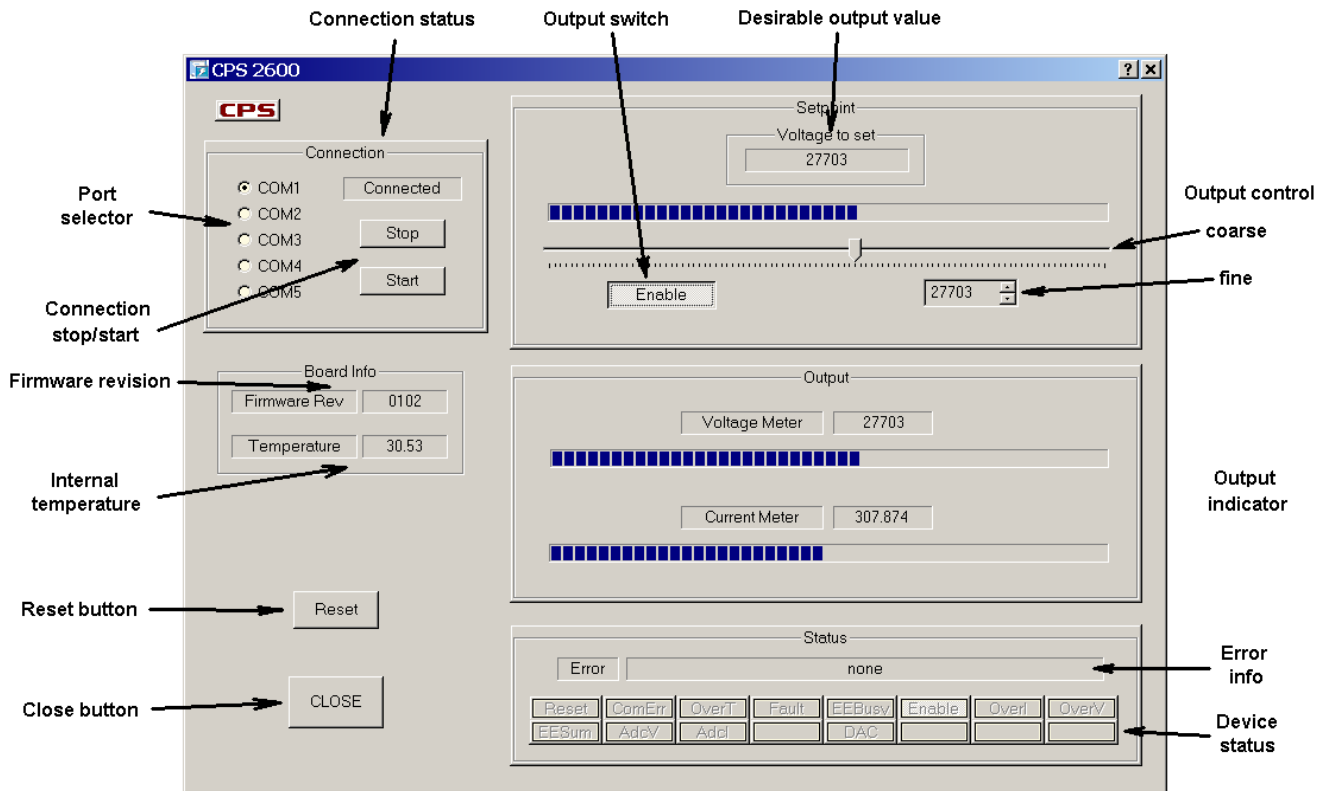 Connection status
Output switch
Desirable output value
CPS 2600
CPS
Connection
COM1
Connected
COM2
COM3
Stop
COM4
COM5
Start
Port
selector
Connection
stop/start
Setpoint
Voltage to set
27703
Enable
27703
Output control
coarse
fine
Firmware revision
Board Info
Firmware Rev
0102
Temperature
30.53
Internal
temperature
Output
Voltage Meter
27703
Current Meter
307.874
Output
indicator
Reset button
Reset
Close button
CLOSE
Status
Error
none
Error
info
Reset ComErr OverT Fault EEBusy Enable OverI OverV
EESum AdcV AdcI DAC
Device
status